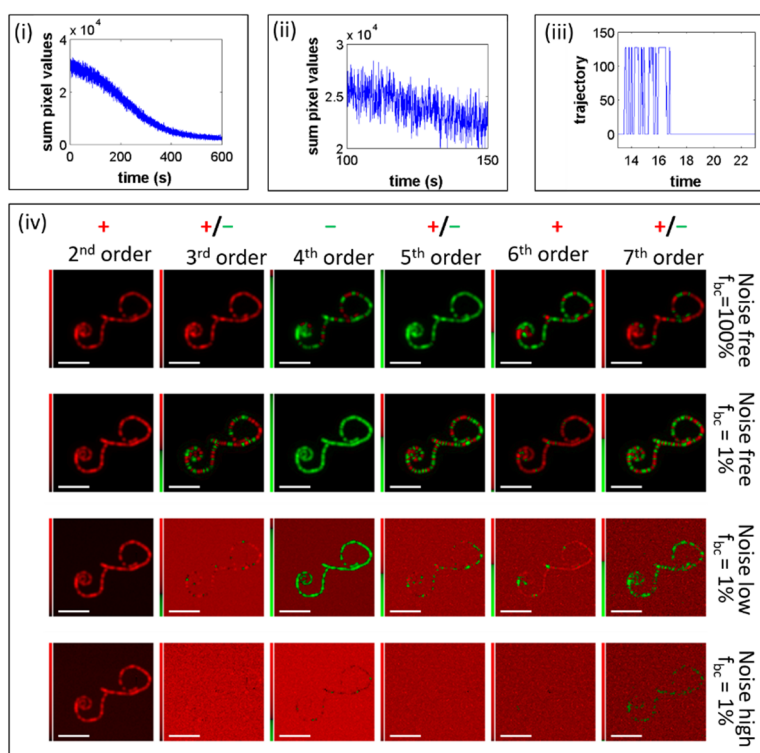 (i)
x 10⁴
sum pixel values
4
2
0
0 200 400 600
time (s)
(ii)
x 10⁴
sum pixel values
3
2.5
2
100 150
time (s)
(iii)
trajectory
150
100
50
0
14 16 18 20 22
time
(iv)
+ +/− − +/− + +/−
2nd order 3rd order 4th order 5th order 6th order 7th order
Noise free
fbc=100%
Noise free
fbc = 1%
Noise low
fbc = 1%
Noise high
fbc = 1%